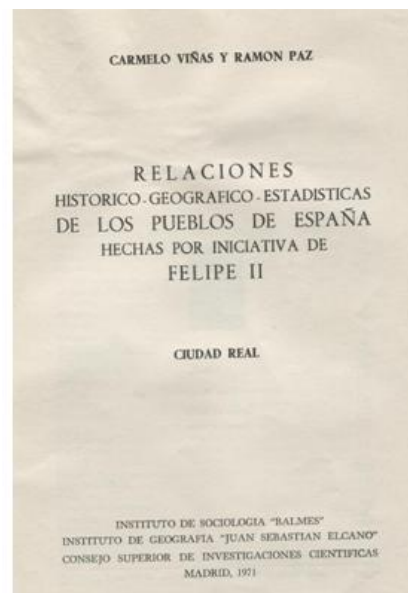 CARMELO VIÑAS Y RAMON PAZ
RELACIONES
HISTORICO-GEOGRAFICO-ESTADISTICAS
DE LOS PUEBLOS DE ESPAÑA
HECHAS POR INICIATIVA DE
FELIPE II
CIUDAD REAL
INSTITUTO DE SOCIOLOGIA "BALMES"
INSTITUTO DE GEOGRAFIA "JUAN SEBASTIAN ELCANO"
CONSEJO SUPERIOR DE INVESTIGACIONES CIENTIFICAS
MADRID, 1971